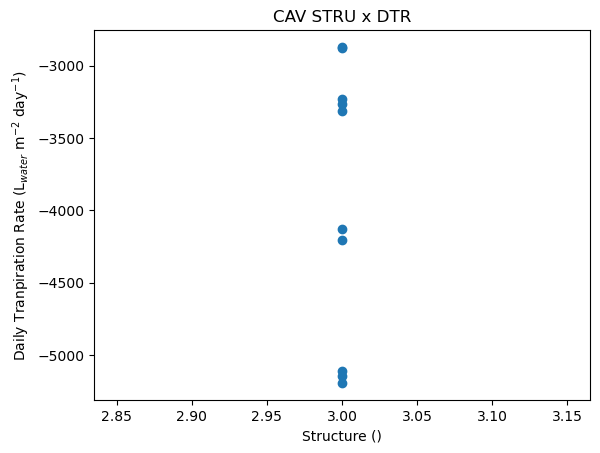 CAV STRU x DTR
Daily Tranpiration Rate (L$_{water}$ m$^{-2}$ day$^{-1}$)
−3000
−3500
−4000
−4500
−5000
2.85 2.90 2.95 3.00 3.05 3.10 3.15
Structure ()